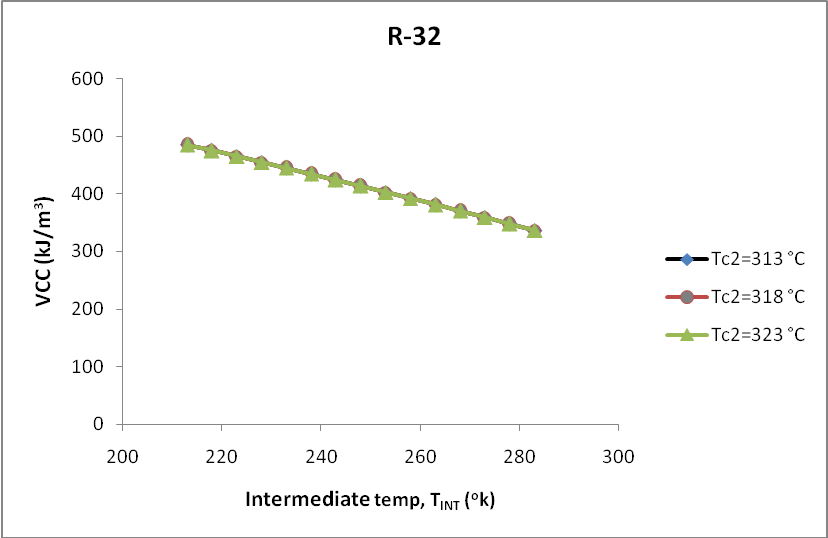 R-32
600
500
400
300
200
100
0
VCC (kJ/m³)
200 220 240 260 280 300
Intermediate temp, T_INT (°k)
Tc2=313 °C
Tc2=318 °C
Tc2=323 °C